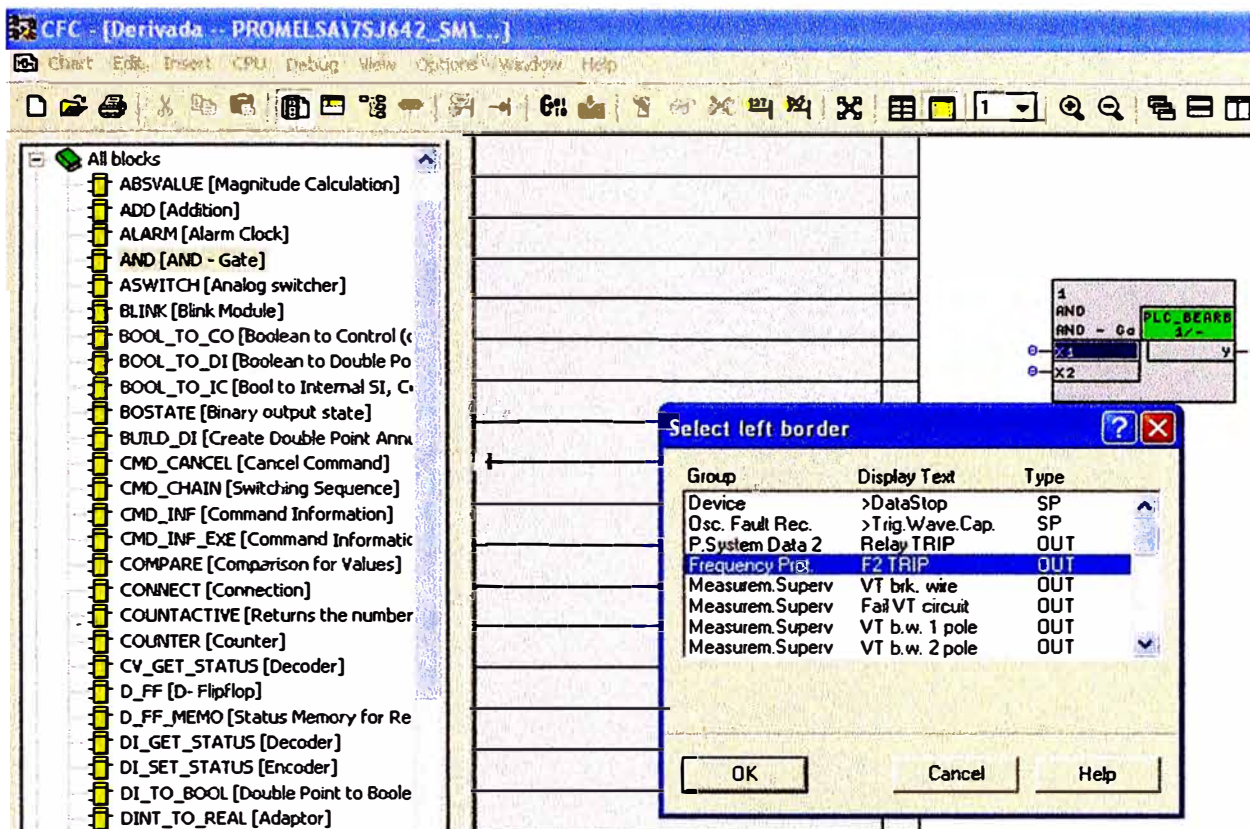 CFC - [Derivada -- PROMELSA\7SJ642_SM\...]
Chart Edit Insert CPU Debug View Options Window Help
1
All blocks
ABSVALUE [Magnitude Calculation]
ADD [Addition]
ALARM [Alarm Clock]
AND [AND - Gate]
ASWITCH [Analog switcher]
BLINK [Blink Module]
BOOL_TO_CO [Boolean to Control (c
BOOL_TO_DI [Boolean to Double Po
BOOL_TO_IC [Bool to Internal SI, C
BOSTATE [Binary output state]
BUILD_DI [Create Double Point Annu
CMD_CANCEL [Cancel Command]
CMD_CHAIN [Switching Sequence]
CMD_INF [Command Information]
CMD_INF_EXE [Command Informatic
COMPARE [Comparison for Values]
CONNECT [Connection]
COUNTACTIVE [Returns the number
COUNTER [Counter]
CV_GET_STATUS [Decoder]
D_FF [D- Flipflop]
D_FF_MEMO [Status Memory for Re
DI_GET_STATUS [Decoder]
DI_SET_STATUS [Encoder]
DI_TO_BOOL [Double Point to Boole
DINT_TO_REAL [Adaptor]
1
AND
AND - Ga
PLC_BEARB
1/-
0 X1 Y
0 X2
Select left border
Group Display Text Type
Device >DataStop SP
Osc. Fault Rec. >Trig.Wave.Cap. SP
P.System Data 2 Relay TRIP OUT
Frequency Prot. F2 TRIP OUT
Measurem.Superv VT brk. wire OUT
Measurem.Superv Fail VT circuit OUT
Measurem.Superv VT b.w. 1 pole OUT
Measurem.Superv VT b.w. 2 pole OUT
OK Cancel Help